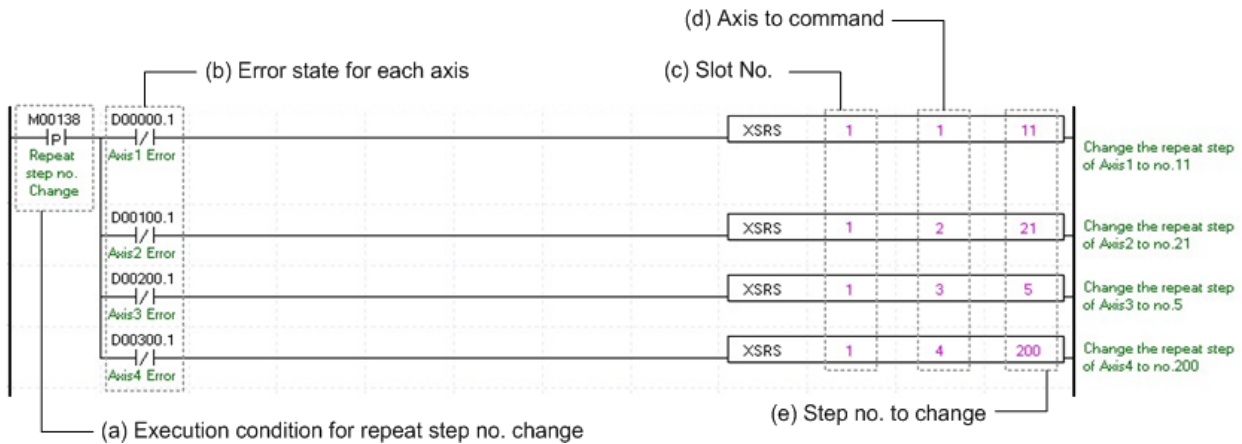 (d) Axis to command
(b) Error state for each axis
(c) Slot No.
M00138
P
Repeat
step no.
Change
D00000.1
Axis1 Error
XSRS 1 1 11
Change the repeat step
of Axis1 to no.11
D00100.1
Axis2 Error
XSRS 1 2 21
Change the repeat step
of Axis2 to no.21
D00200.1
Axis3 Error
XSRS 1 3 5
Change the repeat step
of Axis3 to no.5
D00300.1
Axis4 Error
XSRS 1 4 200
Change the repeat step
of Axis4 to no.200
(e) Step no. to change
(a) Execution condition for repeat step no. change